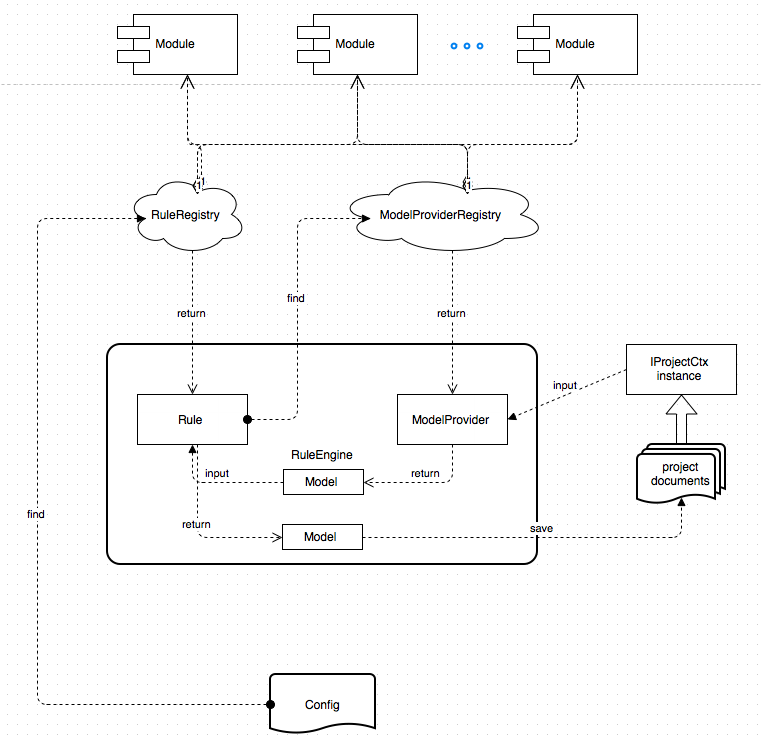 Module
Module
Module
1
1
1
RuleRegistry
ModelProviderRegistry
find
return
return
IProjectCtx
instance
input
Rule
ModelProvider
RuleEngine
input
Model
return
project
documents
find
return
Model
save
Config